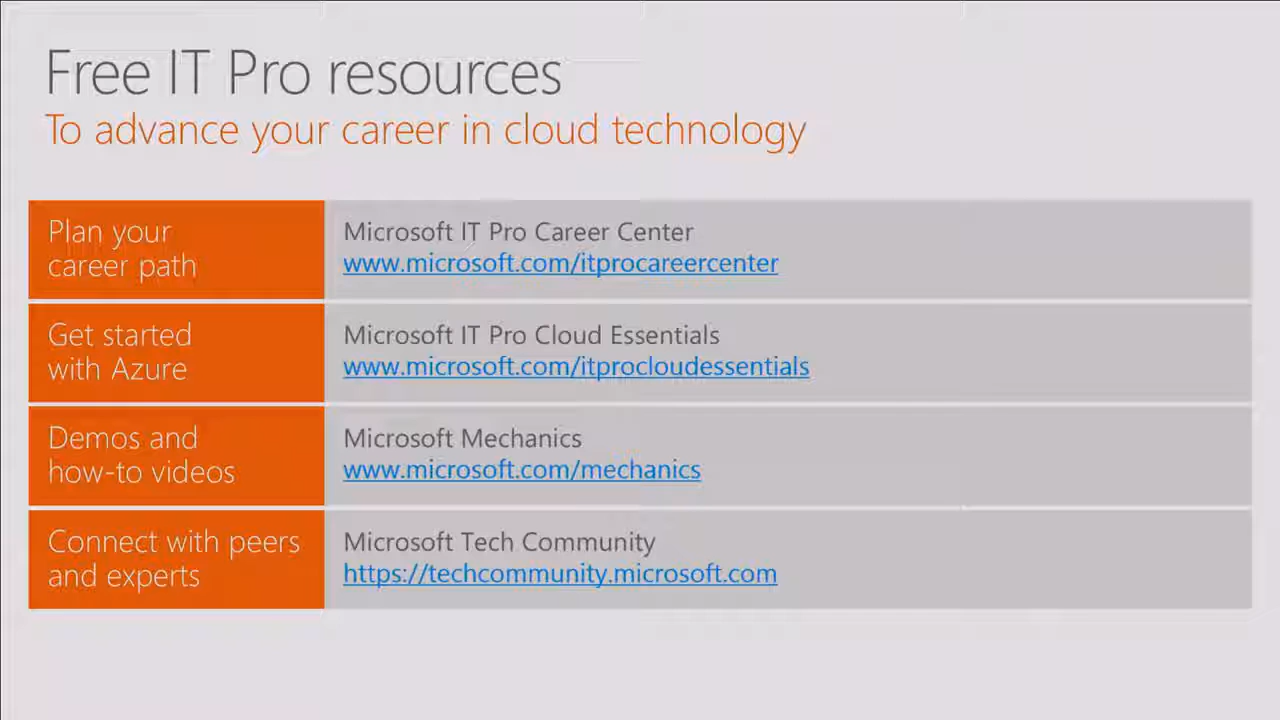 Free IT Pro resources
To advance your career in cloud technology
Plan your
career path
Microsoft IT Pro Career Center
www.microsoft.com/itprocareercenter
Get started
with Azure
Microsoft IT Pro Cloud Essentials
www.microsoft.com/itprocloudessentials
Demos and
how-to videos
Microsoft Mechanics
www.microsoft.com/mechanics
Connect with peers
and experts
Microsoft Tech Community
https://techcommunity.microsoft.com